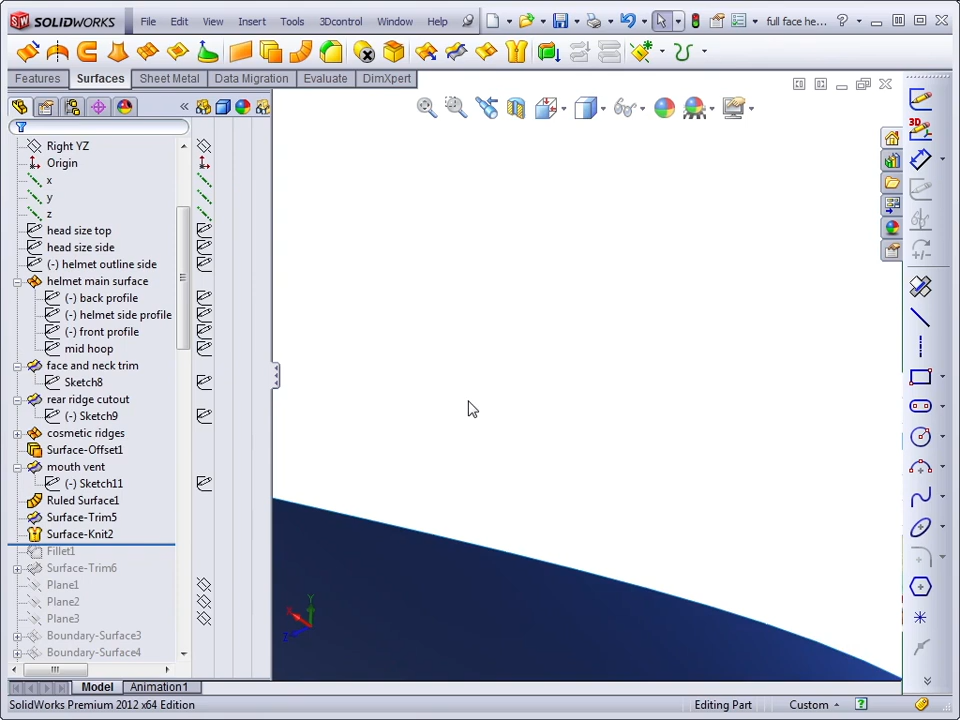 SOLIDWORKS File Edit View Insert Tools 3Dcontrol Window Help full face he... ?
Features Surfaces Sheet Metal Data Migration Evaluate DimXpert
Right YZ
Origin
x
y
z
head size top
head size side
(-) helmet outline side
helmet main surface
(-) back profile
(-) helmet side profile
(-) front profile
mid hoop
face and neck trim
Sketch8
rear ridge cutout
(-) Sketch9
cosmetic ridges
Surface-Offset1
mouth vent
(-) Sketch11
Ruled Surface1
Surface-Trim5
Surface-Knit2
Fillet1
Surface-Trim6
Plane1
Plane2
Plane3
Boundary-Surface3
Boundary-Surface4
Y
X
Z
3D
Model Animation1
SolidWorks Premium 2012 x64 Edition Editing Part Custom ?